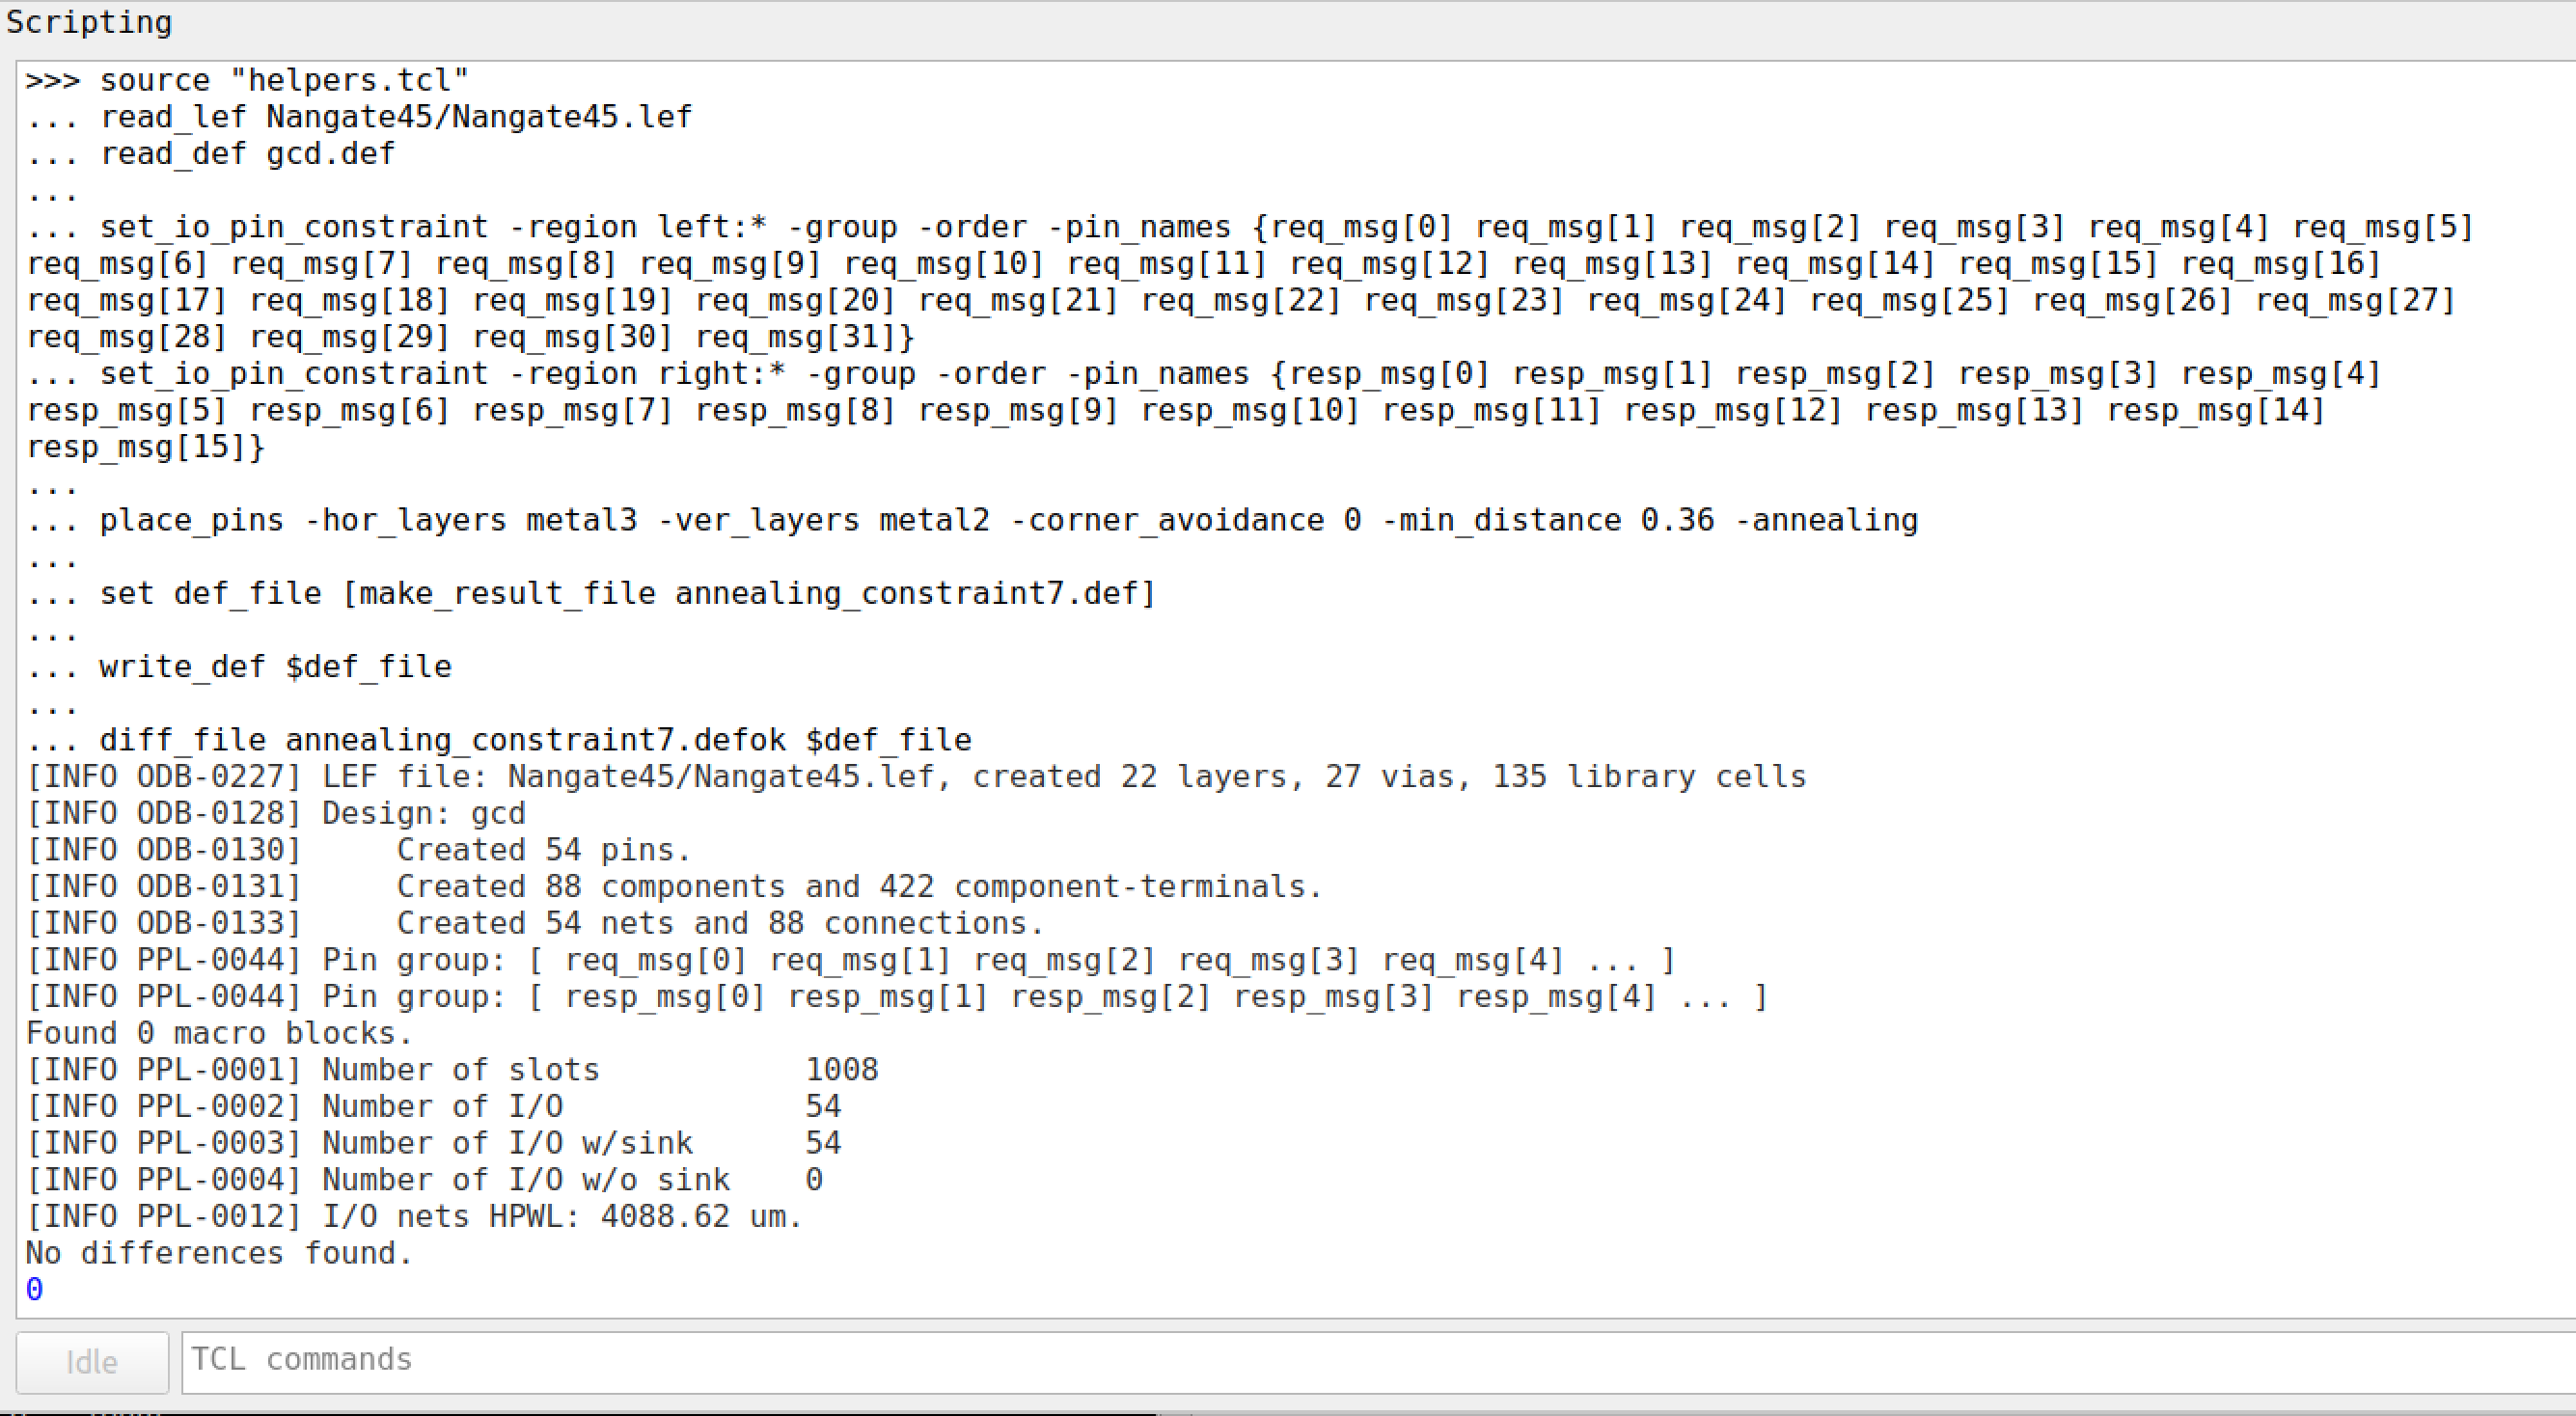 Scripting
>>> source "helpers.tcl"
... read_lef Nangate45/Nangate45.lef
... read_def gcd.def
...
... set_io_pin_constraint -region left:* -group -order -pin_names {req_msg[0] req_msg[1] req_msg[2] req_msg[3] req_msg[4] req_msg[5]
req_msg[6] req_msg[7] req_msg[8] req_msg[9] req_msg[10] req_msg[11] req_msg[12] req_msg[13] req_msg[14] req_msg[15] req_msg[16]
req_msg[17] req_msg[18] req_msg[19] req_msg[20] req_msg[21] req_msg[22] req_msg[23] req_msg[24] req_msg[25] req_msg[26] req_msg[27]
req_msg[28] req_msg[29] req_msg[30] req_msg[31]}
... set_io_pin_constraint -region right:* -group -order -pin_names {resp_msg[0] resp_msg[1] resp_msg[2] resp_msg[3] resp_msg[4]
resp_msg[5] resp_msg[6] resp_msg[7] resp_msg[8] resp_msg[9] resp_msg[10] resp_msg[11] resp_msg[12] resp_msg[13] resp_msg[14]
resp_msg[15]}
...
... place_pins -hor_layers metal3 -ver_layers metal2 -corner_avoidance 0 -min_distance 0.36 -annealing
...
... set def_file [make_result_file annealing_constraint7.def]
...
... write_def $def_file
...
... diff_file annealing_constraint7.defok $def_file
[INFO ODB-0227] LEF file: Nangate45/Nangate45.lef, created 22 layers, 27 vias, 135 library cells
[INFO ODB-0128] Design: gcd
[INFO ODB-0130]     Created 54 pins.
[INFO ODB-0131]     Created 88 components and 422 component-terminals.
[INFO ODB-0133]     Created 54 nets and 88 connections.
[INFO PPL-0044] Pin group: [ req_msg[0] req_msg[1] req_msg[2] req_msg[3] req_msg[4] ... ]
[INFO PPL-0044] Pin group: [ resp_msg[0] resp_msg[1] resp_msg[2] resp_msg[3] resp_msg[4] ... ]
Found 0 macro blocks.
[INFO PPL-0001] Number of slots           1008
[INFO PPL-0002] Number of I/O             54
[INFO PPL-0003] Number of I/O w/sink      54
[INFO PPL-0004] Number of I/O w/o sink    0
[INFO PPL-0012] I/O nets HPWL: 4088.62 um.
No differences found.
0
Idle TCL commands